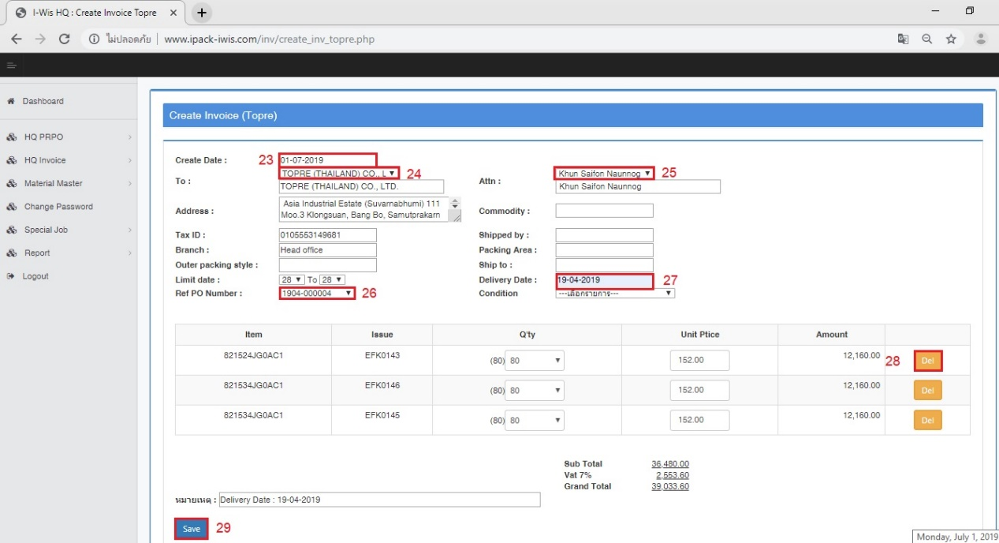 I-Wis HQ : Create Invoice Topre
ไม่ปลอดภัย | www.ipack-iwis.com/inv/create_inv_topre.php
Dashboard
HQ PRPO
HQ Invoice
Material Master
Change Password
Special Job
Report
Logout
Create Invoice (Topre)
Create Date : 23 01-07-2019
To : TOPRE (THAILAND) CO., L 24 Attn : Khun Saifon Naunnog 25
TOPRE (THAILAND) CO., LTD. Khun Saifon Naunnog
Address : Asia Industrial Estate (Suvarnabhumi) 111 Commodity :
Moo.3 Klongsuan, Bang Bo, Samutprakarn
Tax ID : 0105553149681 Shipped by :
Branch : Head office Packing Area :
Outer packing style : Ship to :
Limit date : 28 To 28 Delivery Date : 19-04-2019 27
Ref PO Number : 1904-000004 26 Condition ---เลือกรายการ---
Item Issue Q'ty Unit Ptice Amount
821524JG0AC1 EFK0143 (80) 80 152.00 12,160.00 28 Del
821534JG0AC1 EFK0146 (80) 80 152.00 12,160.00 Del
821534JG0AC1 EFK0145 (80) 80 152.00 12,160.00 Del
Sub Total 36,480.00
Vat 7% 2,553.60
Grand Total 39,033.60
หมายเหตุ : Delivery Date : 19-04-2019
Save 29
Monday, July 1, 2019